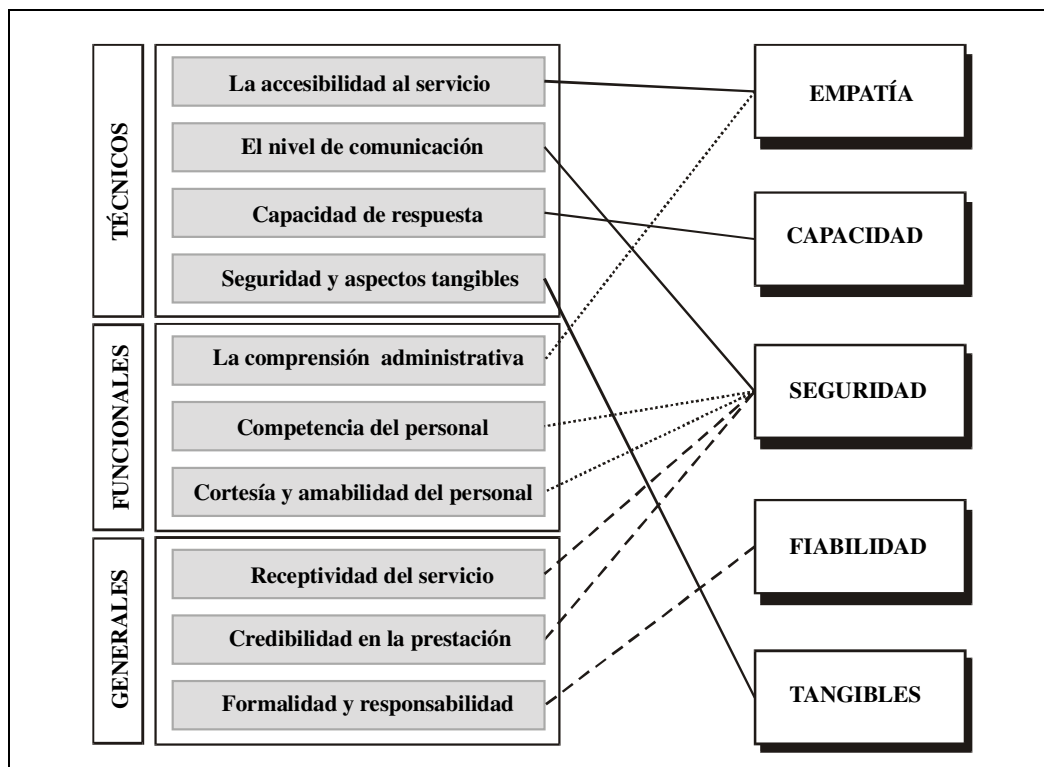 TÉCNICOS
La accesibilidad al servicio
El nivel de comunicación
Capacidad de respuesta
Seguridad y aspectos tangibles
FUNCIONALES
La comprensión administrativa
Competencia del personal
Cortesía y amabilidad del personal
GENERALES
Receptividad del servicio
Credibilidad en la prestación
Formalidad y responsabilidad
EMPATÍA
CAPACIDAD
SEGURIDAD
FIABILIDAD
TANGIBLES